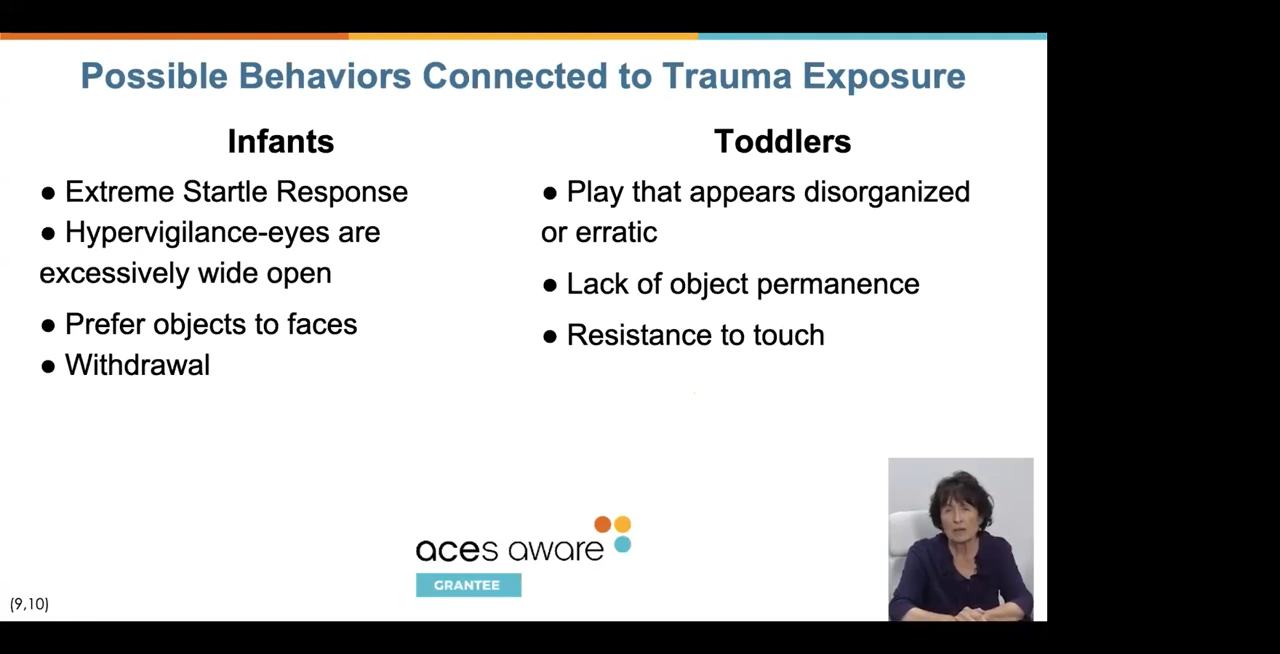 Possible Behaviors Connected to Trauma Exposure
Infants
● Extreme Startle Response
● Hypervigilance-eyes are
excessively wide open
● Prefer objects to faces
● Withdrawal
Toddlers
● Play that appears disorganized
or erratic
● Lack of object permanence
● Resistance to touch
aces aware
GRANTEE
(9,10)